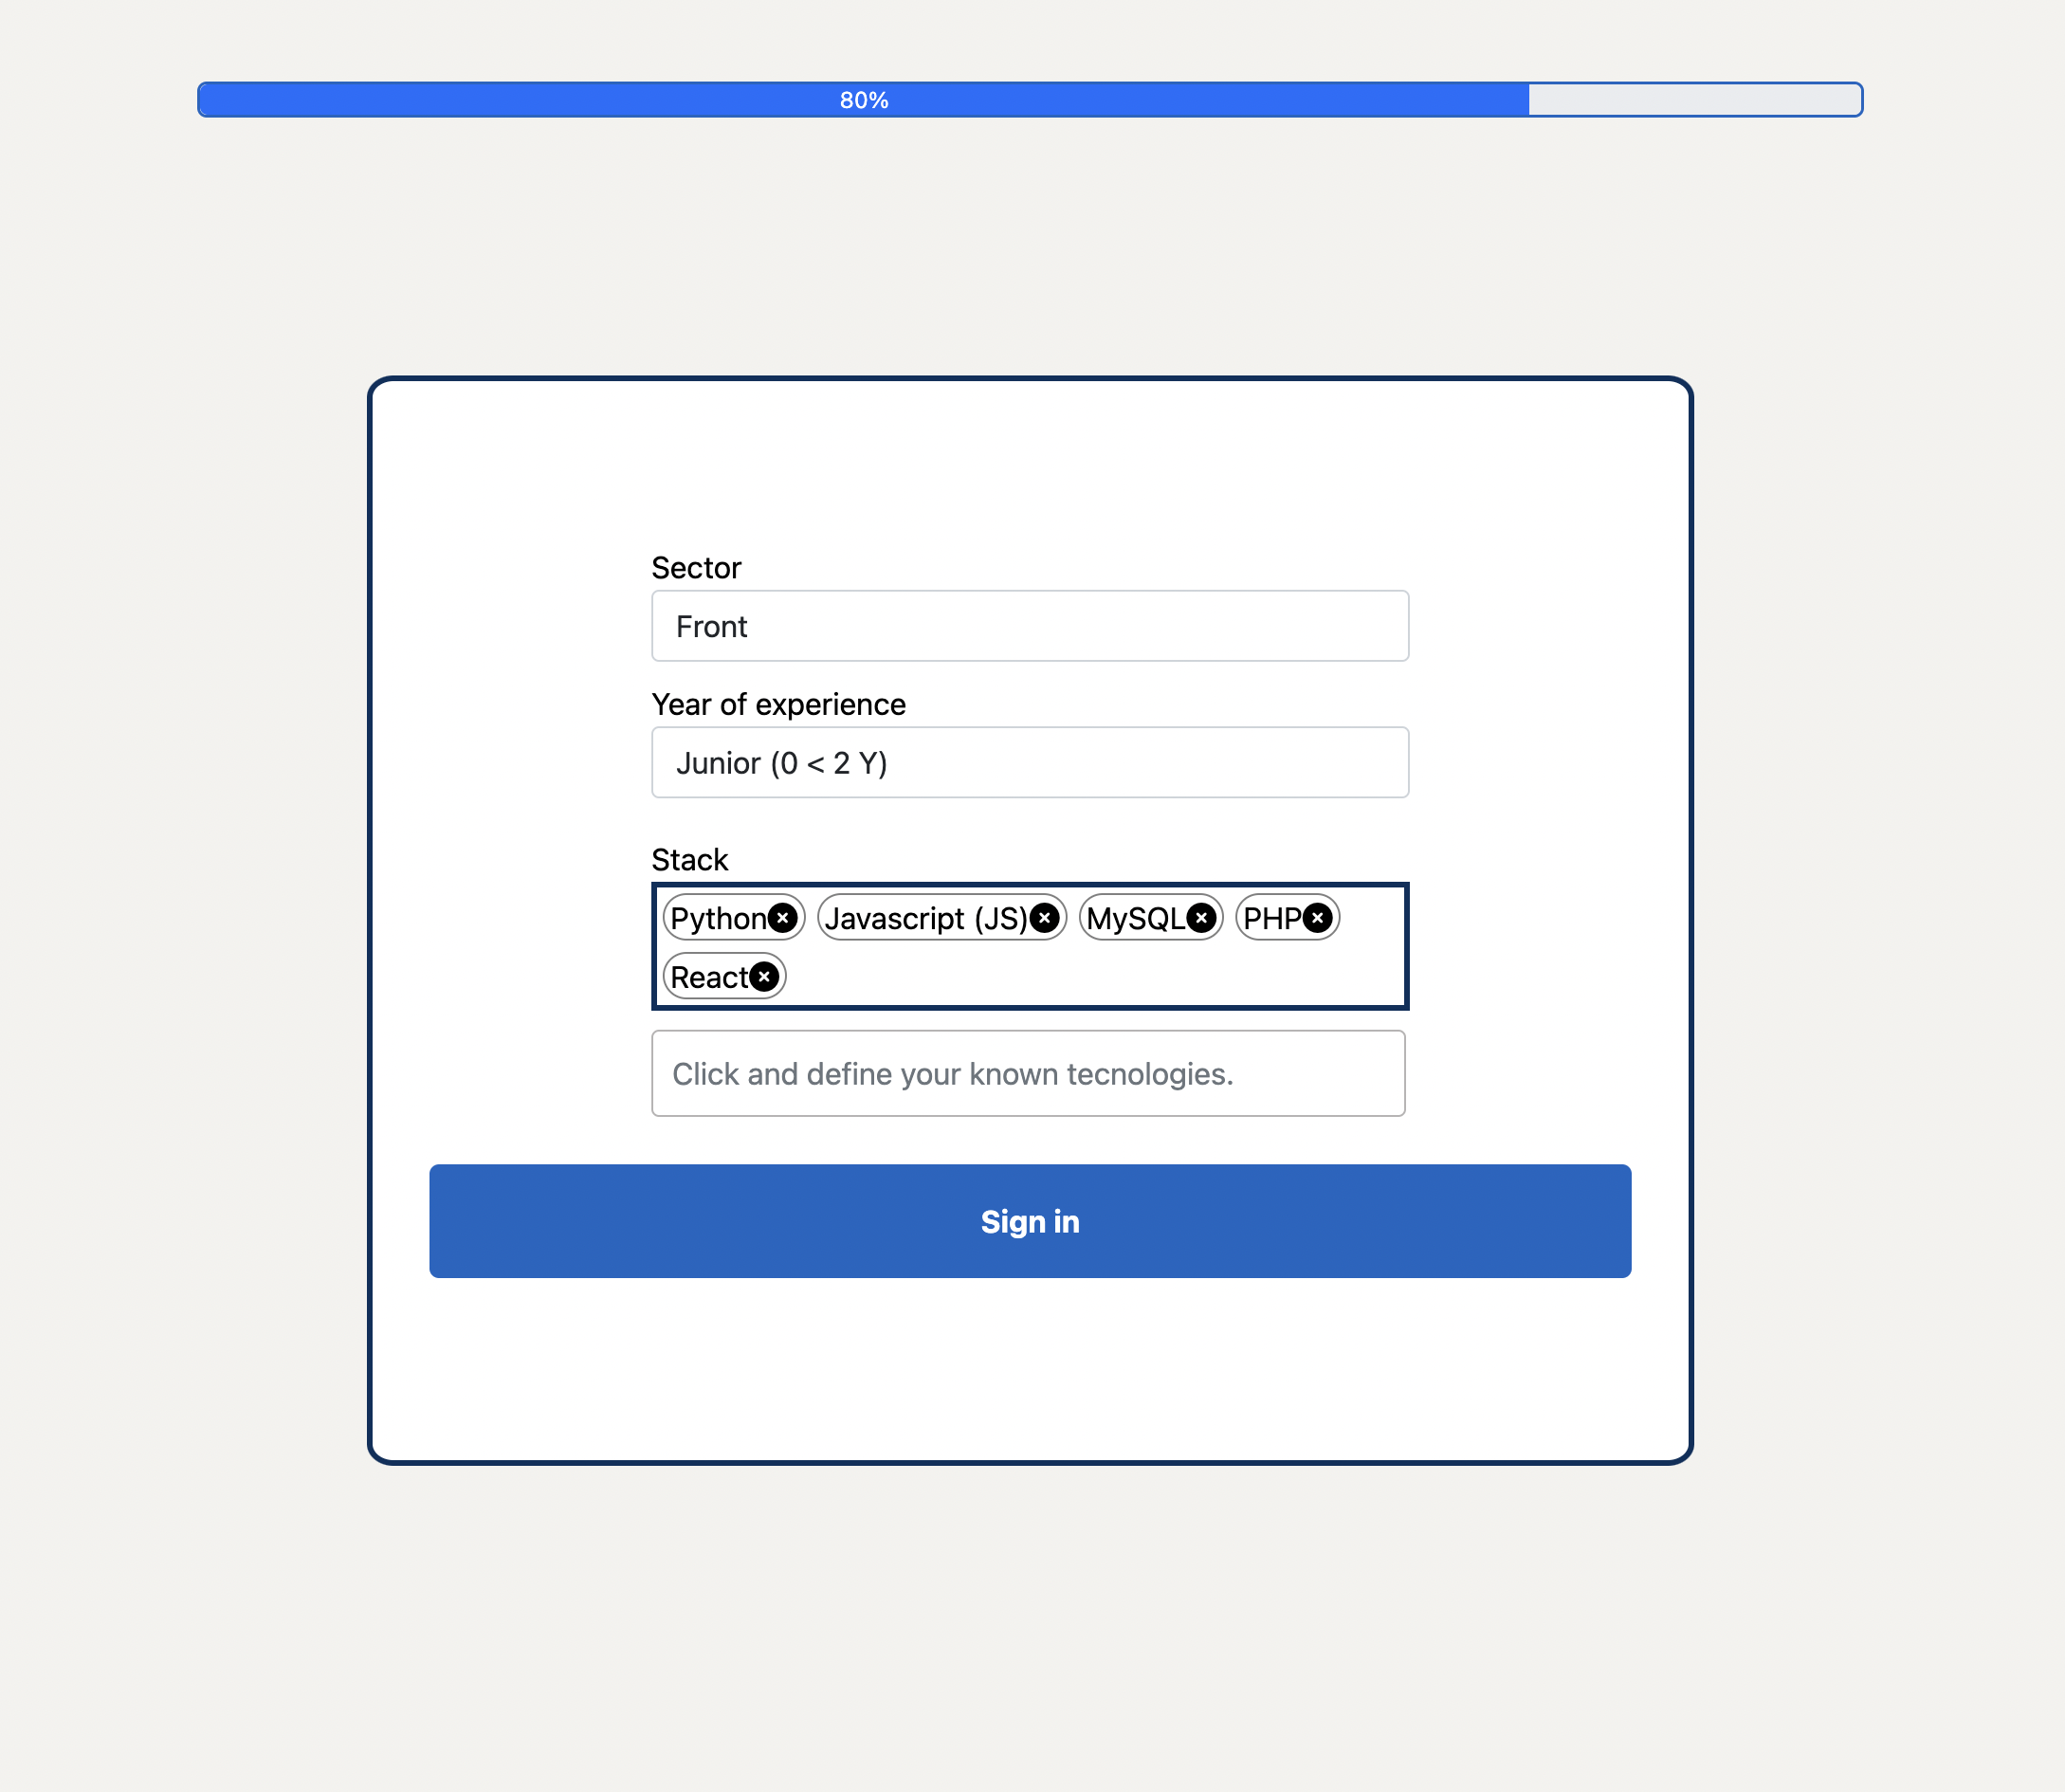 80%
Sector
Front
Year of experience
Junior (0 < 2 Y)
Stack
Python Javascript (JS) MySQL PHP
React
Click and define your known tecnologies.
Sign in